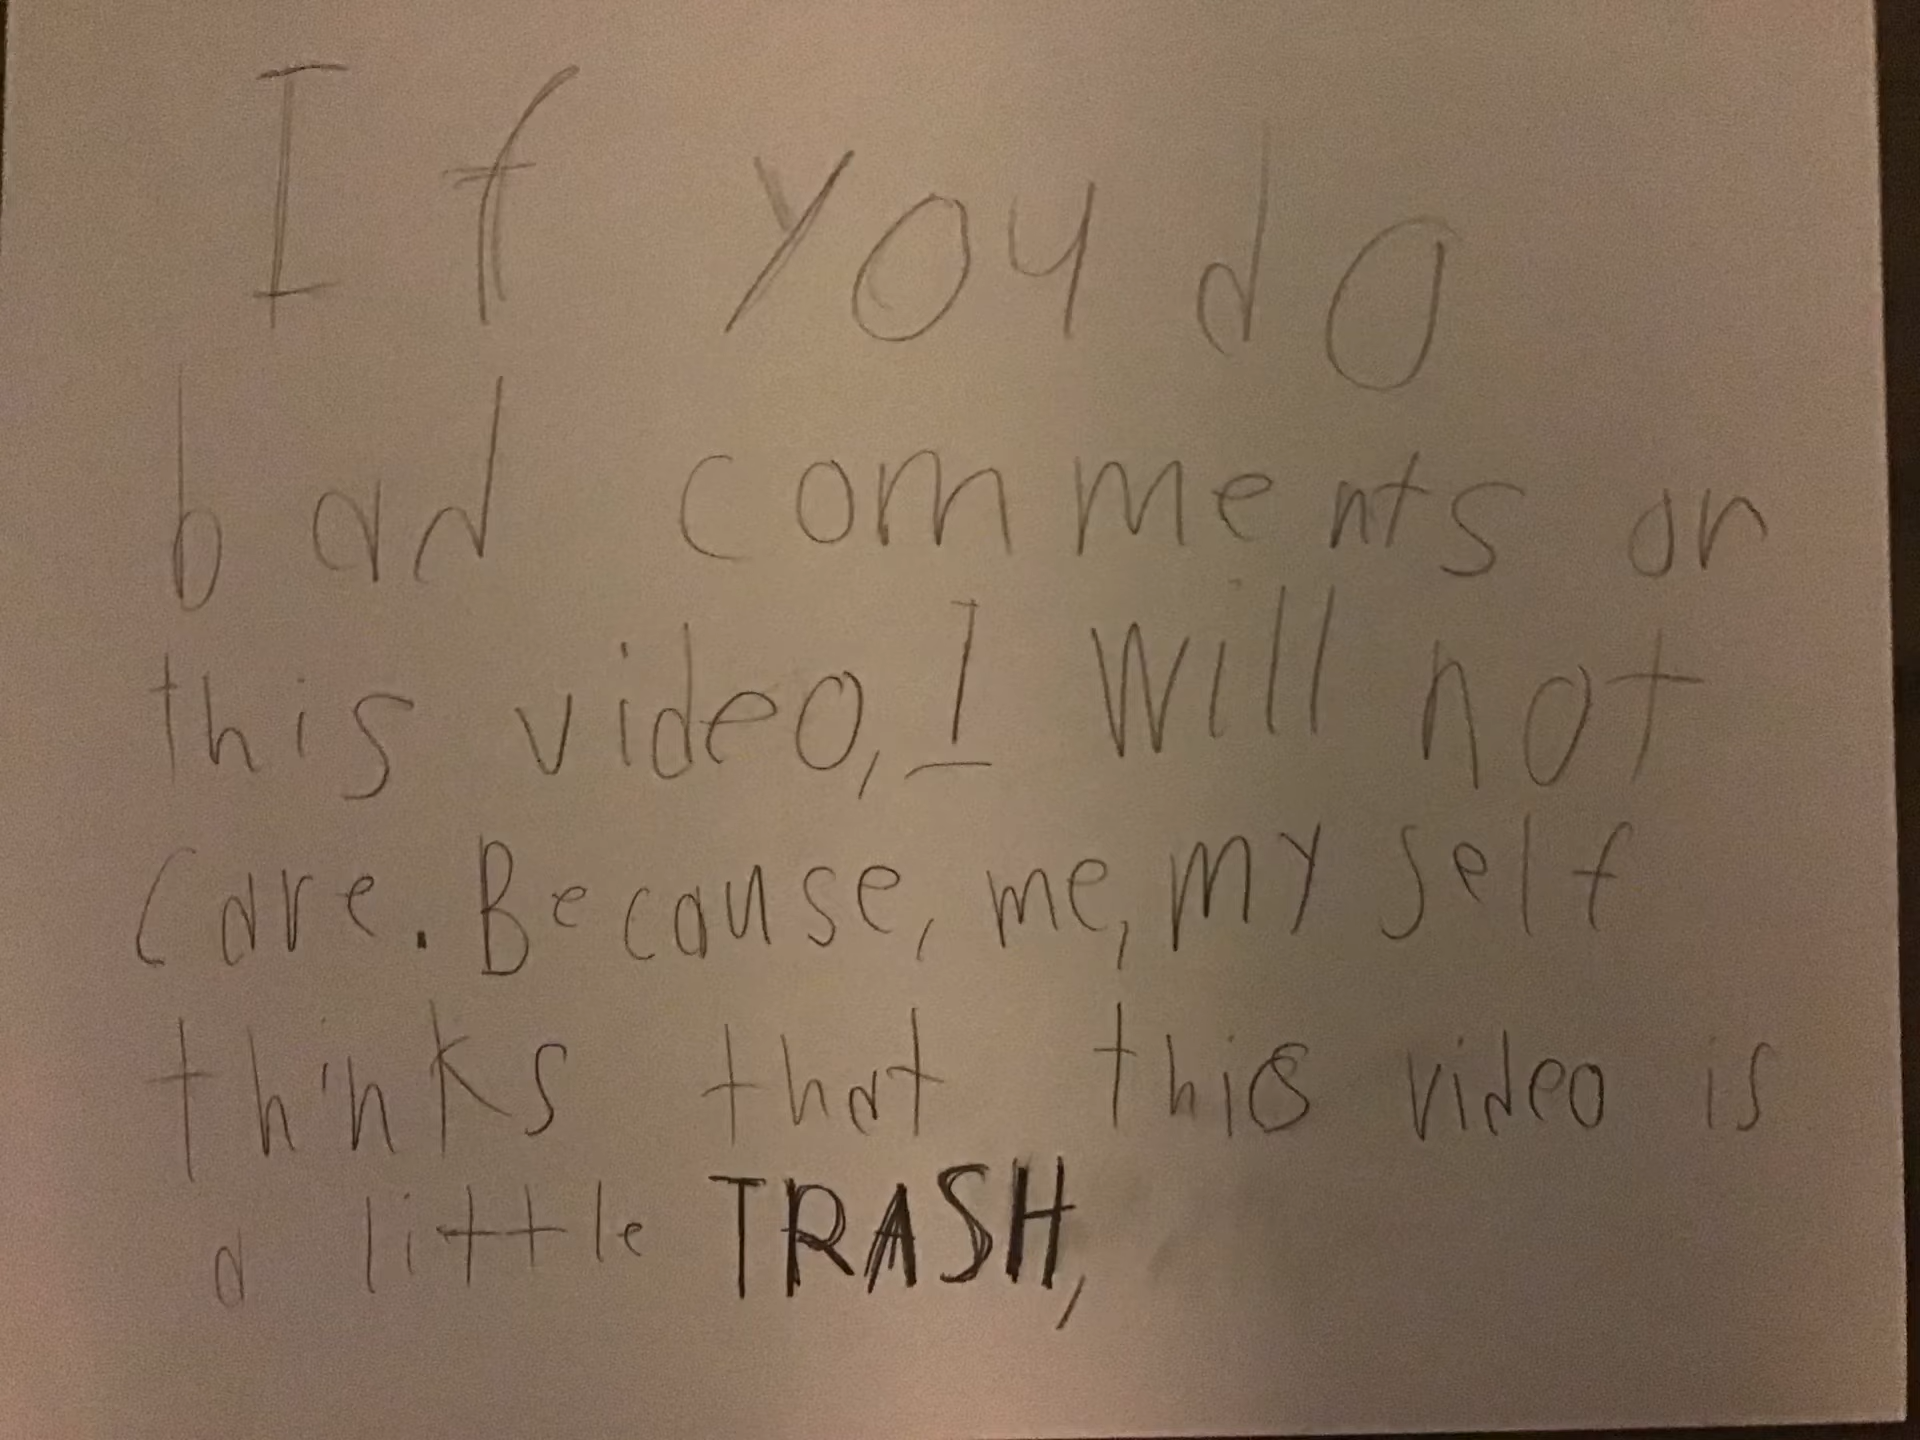 If you do
bad comments on
this video, I will not
care. Because, me, my self
thinks that this video is
a little TRASH,